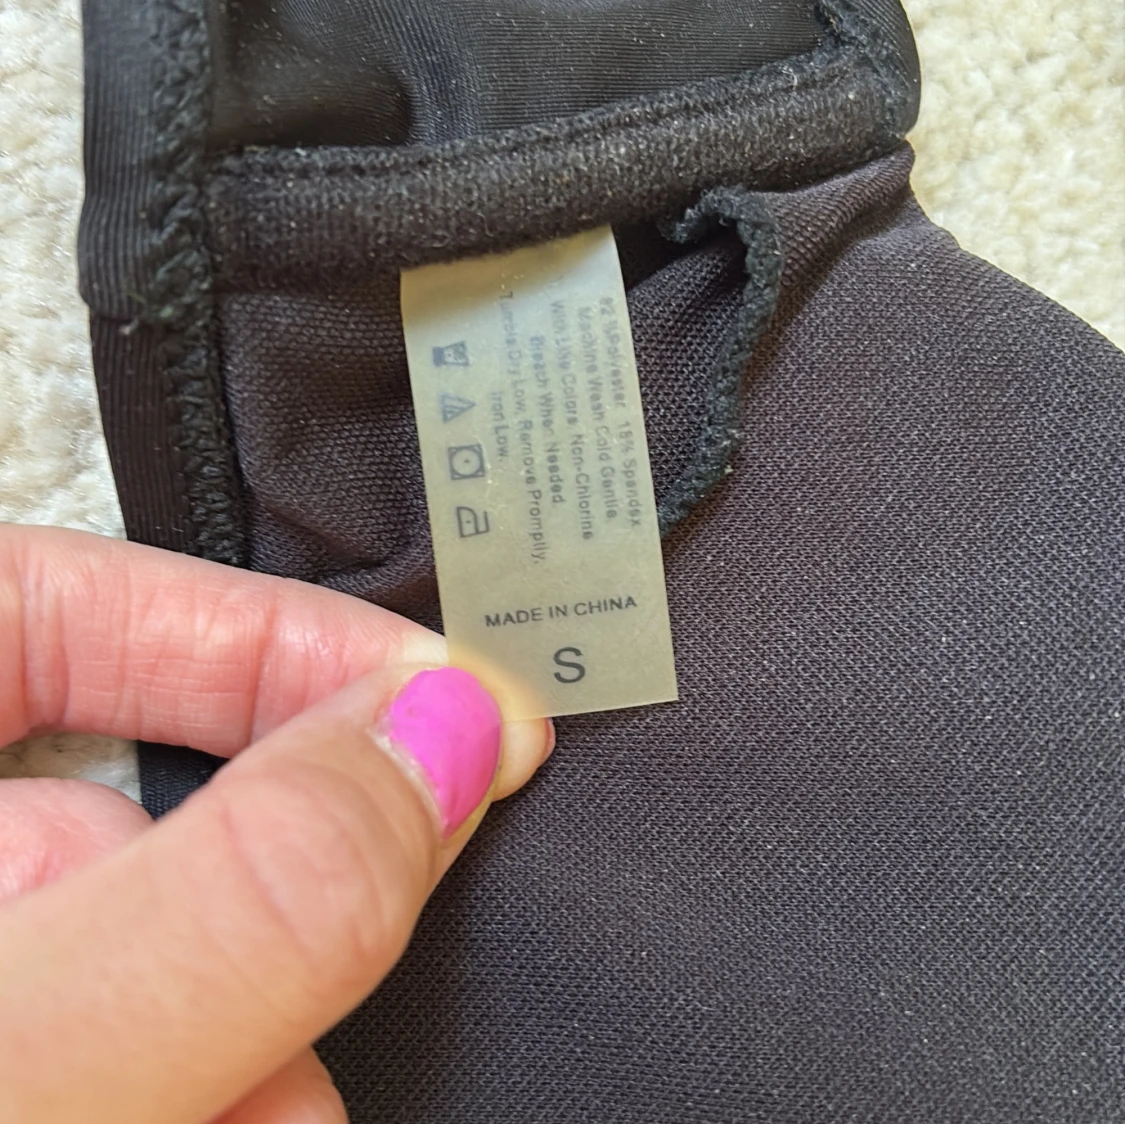 82 %Polyester 18% Spandex
Machine Wash Cold Gentle
With Like Colors. Non-Chlorine
Bleach When Needed.
Tumble Dry Low, Remove Promptly,
Iron Low.
MADE IN CHINA
S